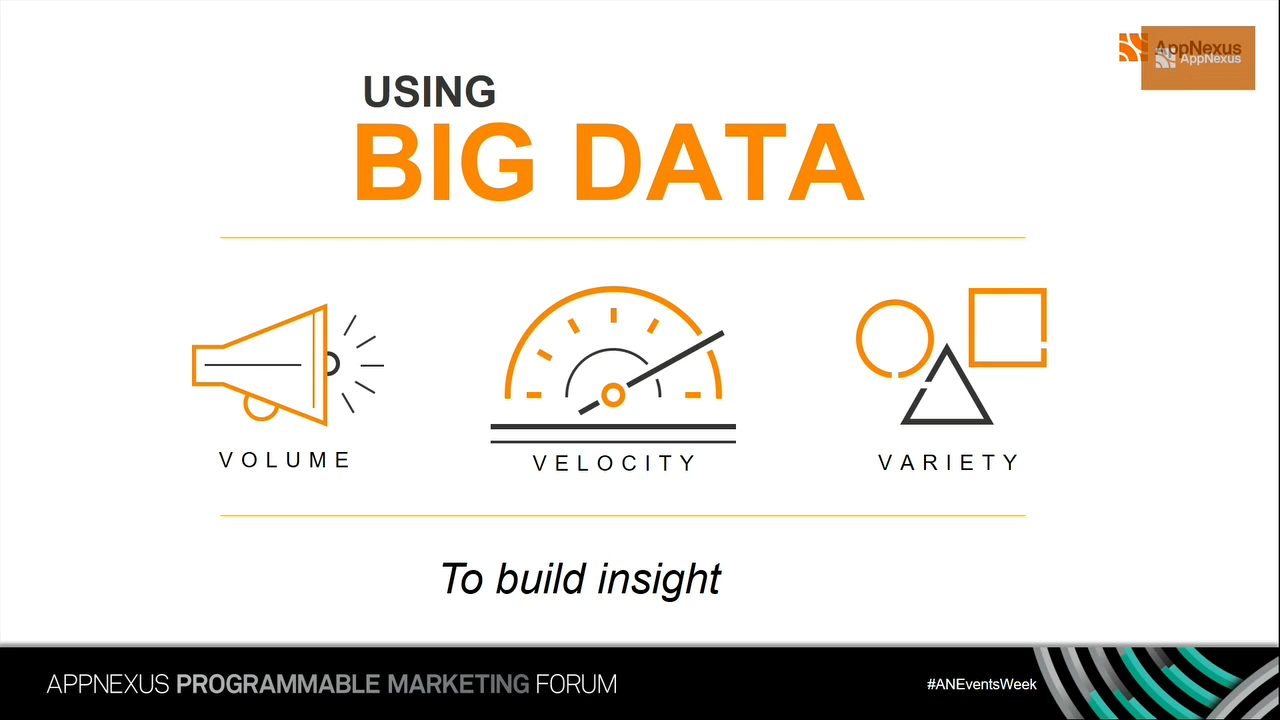 AppNexus
AppNexus
USING
BIG DATA
VOLUME
VELOCITY
VARIETY
To build insight
APPNEXUS PROGRAMMABLE MARKETING FORUM
#ANEventsWeek